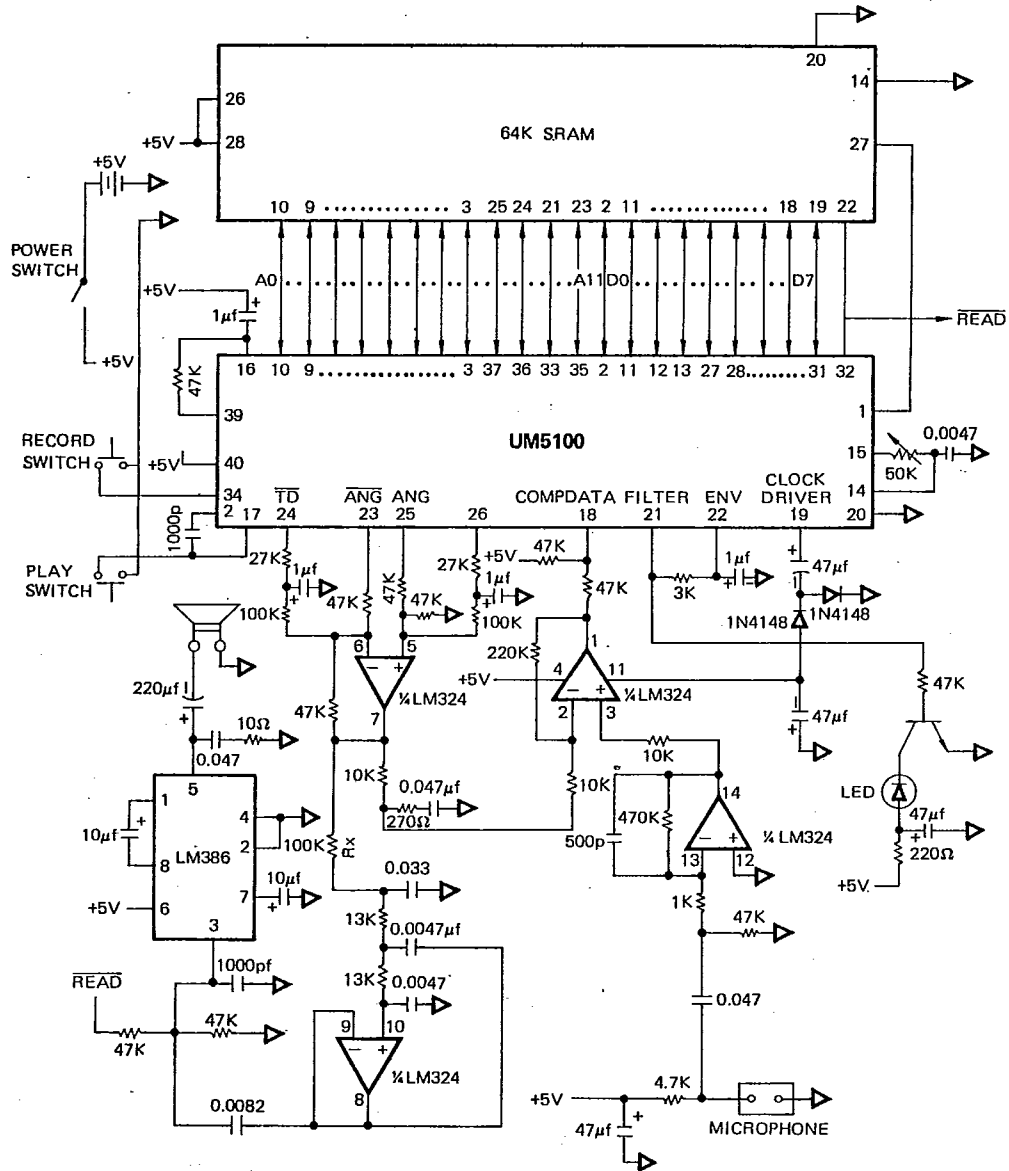 20
14
26
64K SRAM
+5V
28
27
+5V
10 9 3 25 24 21 23 2 11 18 19 22
POWER
SWITCH
A0 A11 D0 D7
+5V
1µf
READ
+5V
47K
16 10 9 3 37 36 33 35 2 11 12 13 27 28 31 32
39
1
UM5100
RECORD
SWITCH
+5V
40
15
50K
0.0047
34
14
TD ANG ANG COMPDATA FILTER ENV CLOCK
DRIVER
2 17 24 23 25 26 18 21 22 19 20
1000p
PLAY
SWITCH
27K
1µf
100K
47K
47K
47K
27K
1µf
100K
+5V
47K
47K
3K
1µf
47µf
1N4148
1N4148
6 5
¼LM324
7
220K
1
+5V
4
11
¼LM324
2 3
47K
47µf
220µf
10Ω
0.047
47K
10K
0.047µf
270Ω
10K
10K
5
1
4
10µf
LM386
2
8
7
10µf
+5V
6
3
100K
Rx
500p
470K
14
¼LM324
13 12
LED
47µf
220Ω
+5V
0.033
13K
0.0047µf
13K
0.0047
1K
47K
READ
1000pf
47K
47K
9 10
¼LM324
8
0.047
0.0082
+5V
4.7K
47µf
MICROPHONE